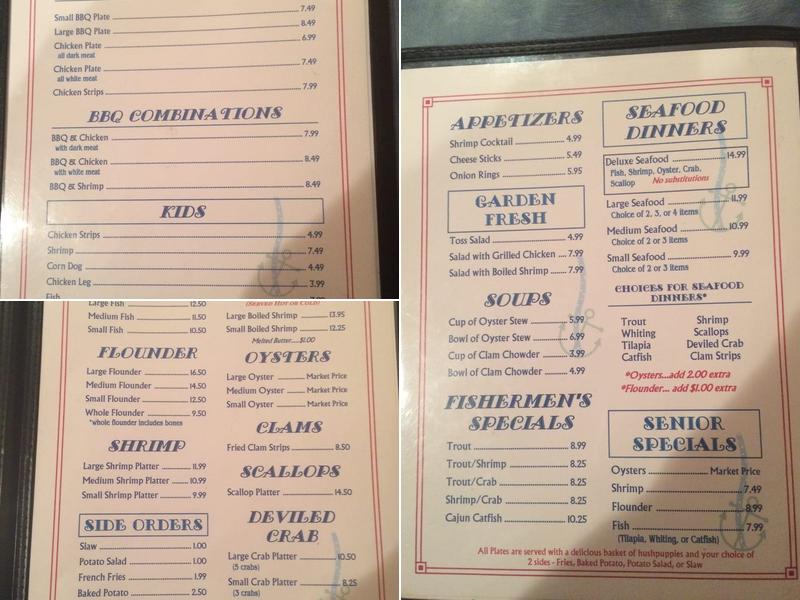 Small BBQ Plate 7.49
Large BBQ Plate 8.49
Chicken Plate 6.99
all dark meat
Chicken Plate 7.49
all white meat
Chicken Strips 7.99
BBQ COMBINATIONS
BBQ & Chicken 7.99
with dark meat
BBQ & Chicken 8.49
with white meat
BBQ & Shrimp 8.49
KIDS
Chicken Strips 4.99
Shrimp 7.49
Corn Dog 4.49
Chicken Leg 3.99
Fish
Large Fish 12.50
Medium Fish 11.50
Small Fish 10.50
FLOUNDER
Large Flounder 16.50
Medium Flounder 14.50
Small Flounder 12.50
Whole Flounder 9.50
*whole flounder includes bones
SHRIMP
Large Shrimp Platter 11.99
Medium Shrimp Platter 10.99
Small Shrimp Platter 9.99
SIDE ORDERS
Slaw 1.00
Potato Salad 1.00
French Fries 1.99
Baked Potato 2.50
(SERVED HOT OR COLD)
Large Boiled Shrimp 13.95
Small Boiled Shrimp 12.25
Melted Butter....$1.00
OYSTERS
Large Oyster Market Price
Medium Oyster Market Price
Small Oyster Market Price
CLAMS
Fried Clam Strips 8.50
SCALLOPS
Scallop Platter 14.50
DEVILED
CRAB
Large Crab Platter 10.50
(5 crabs)
Small Crab Platter 8.25
(3 crabs)
APPETIZERS
Shrimp Cocktail 4.99
Cheese Sticks 5.49
Onion Rings 5.95
GARDEN
FRESH
Toss Salad 4.99
Salad with Grilled Chicken 7.99
Salad with Boiled Shrimp 7.99
SOUPS
Cup of Oyster Stew 5.99
Bowl of Oyster Stew 6.99
Cup of Clam Chowder 3.99
Bowl of Clam Chowder 4.99
FISHERMEN'S
SPECIALS
Trout 8.99
Trout/Shrimp 8.25
Trout/Crab 8.25
Shrimp/Crab 8.25
Cajun Catfish 10.25
SEAFOOD
DINNERS
Deluxe Seafood 14.99
Fish, Shrimp, Oyster, Crab,
Scallop No substitutions
Large Seafood 11.99
Choice of 2, 3, or 4 items
Medium Seafood 10.99
Choice of 2 or 3 items
Small Seafood 9.99
Choice of 2 or 3 items
CHOICES FOR SEAFOOD
DINNERS*
Trout Shrimp
Whiting Scallops
Tilapia Deviled Crab
Catfish Clam Strips
*Oysters...add 2.00 extra
*Flounder... add $1.00 extra
SENIOR
SPECIALS
Oysters Market Price
Shrimp 7.49
Flounder 8.99
Fish 7.99
(Tilapia, Whiting, or Catfish)
All Plates are served with a delicious basket of hushpuppies and your choice of
2 sides - Fries, Baked Potato, Potato Salad, or Slaw